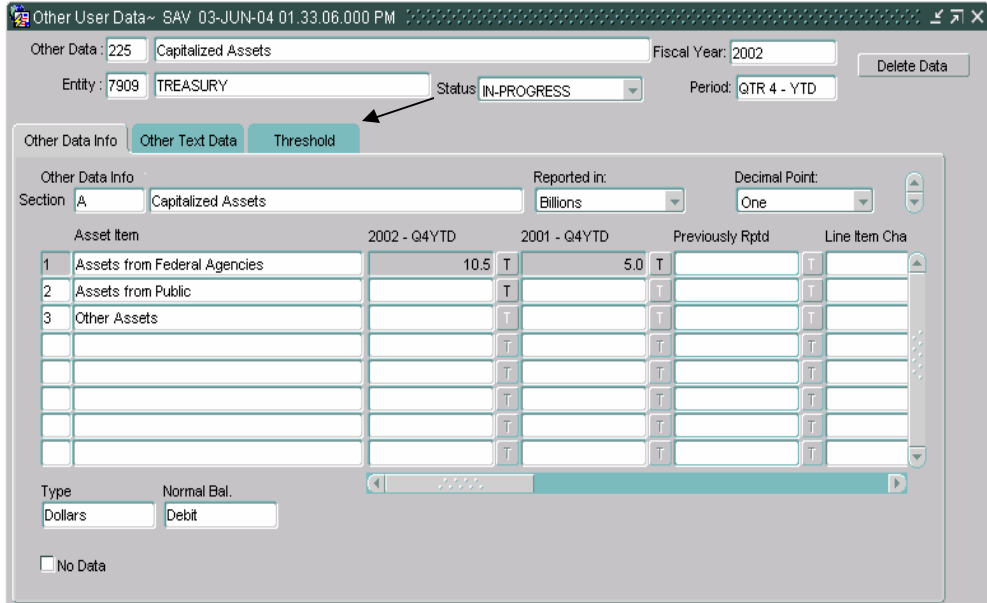 Other User Data~ SAV 03-JUN-04 01.33.06.000 PM
Other Data : 225 Capitalized Assets Fiscal Year: 2002 Delete Data
Entity : 7909 TREASURY Status IN-PROGRESS Period: QTR 4 - YTD
Other Data Info Other Text Data Threshold
Other Data Info Reported in: Decimal Point:
Section A Capitalized Assets Billions One
Asset Item 2002 - Q4YTD 2001 - Q4YTD Previously Rptd Line Item Cha
1 Assets from Federal Agencies 10.5 T 5.0 T T
2 Assets from Public T T T
3 Other Assets T T T
T T T
T T T
T T T
T T T
T T T
Type Normal Bal.
Dollars Debit
No Data